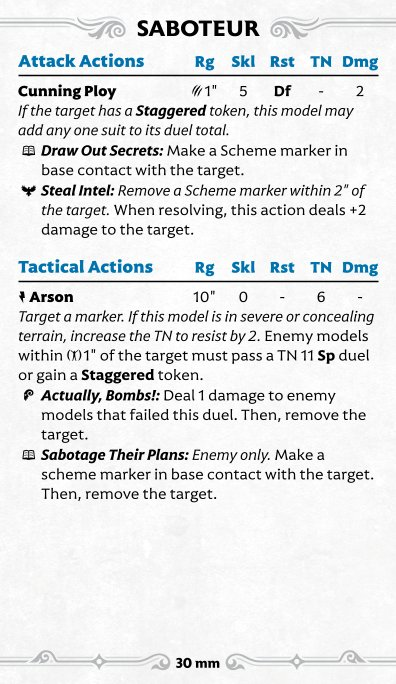 SABOTEUR
Attack Actions Rg Skl Rst TN Dmg
Cunning Ploy 1" 5 Df - 2
If the target has a Staggered token, this model may
add any one suit to its duel total.
Draw Out Secrets: Make a Scheme marker in
base contact with the target.
Steal Intel: Remove a Scheme marker within 2" of
the target. When resolving, this action deals +2
damage to the target.
Tactical Actions Rg Skl Rst TN Dmg
Arson 10" 0 - 6 -
Target a marker. If this model is in severe or concealing
terrain, increase the TN to resist by 2. Enemy models
within 1" of the target must pass a TN 11 Sp duel
or gain a Staggered token.
Actually, Bombs!: Deal 1 damage to enemy
models that failed this duel. Then, remove the
target.
Sabotage Their Plans: Enemy only. Make a
scheme marker in base contact with the target.
Then, remove the target.
30 mm